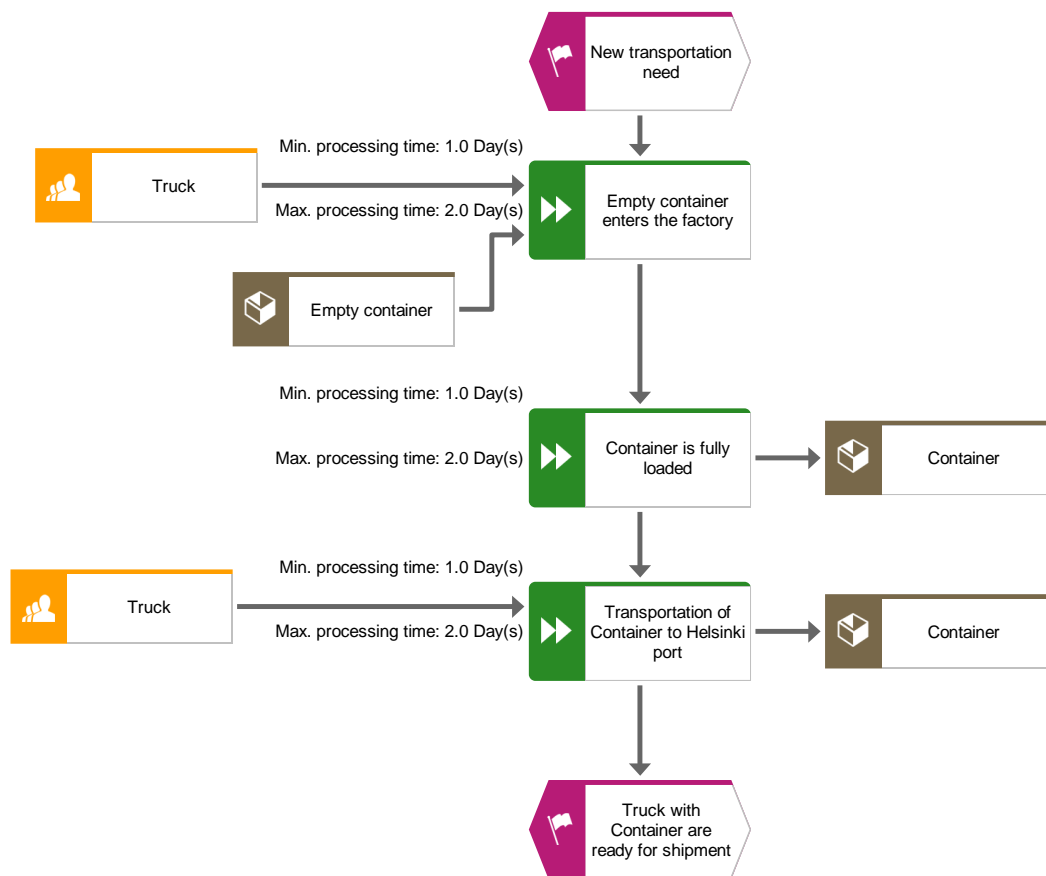 New transportation
need
Min. processing time: 1.0 Day(s)
Truck
Max. processing time: 2.0 Day(s)
Empty container
enters the factory
Empty container
Min. processing time: 1.0 Day(s)
Max. processing time: 2.0 Day(s)
Container is fully
loaded
Container
Min. processing time: 1.0 Day(s)
Truck
Max. processing time: 2.0 Day(s)
Transportation of
Container to Helsinki
port
Container
Truck with
Container are
ready for shipment